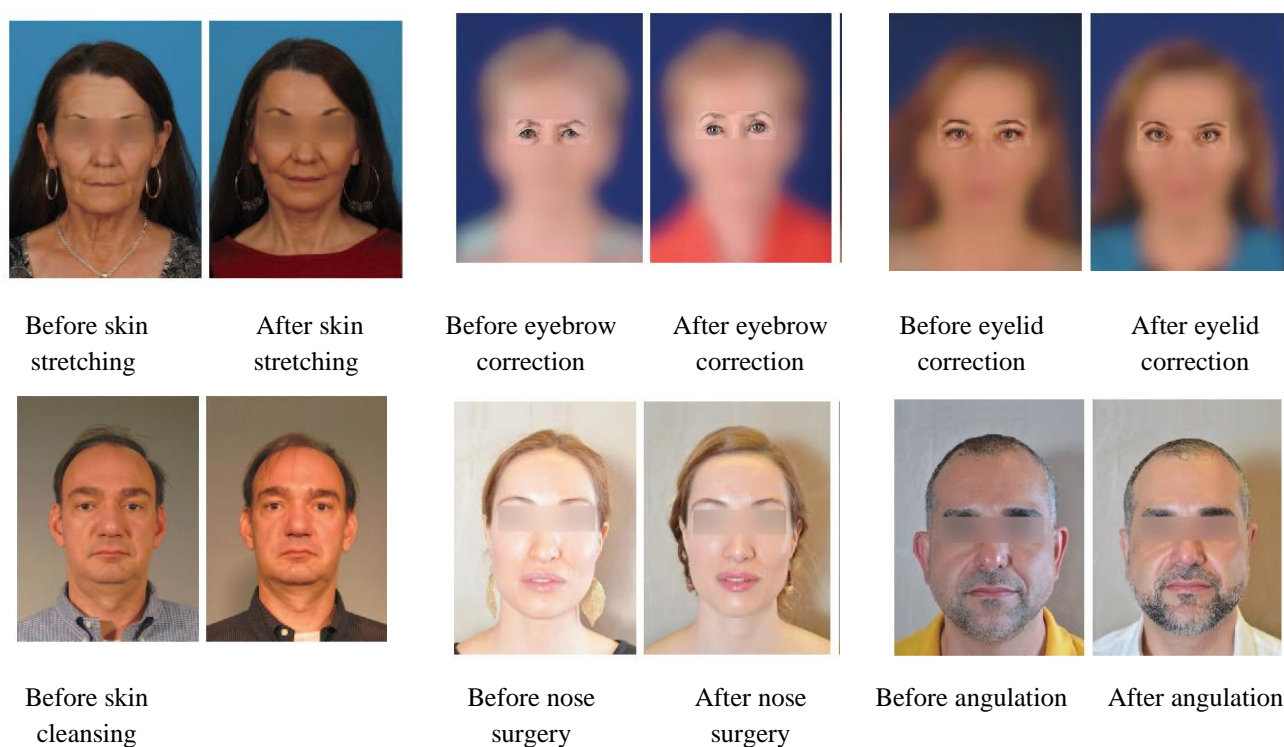 Before skin
stretching
After skin
stretching
Before eyebrow
correction
After eyebrow
correction
Before eyelid
correction
After eyelid
correction
Before skin
cleansing
Before nose
surgery
After nose
surgery
Before angulation
After angulation